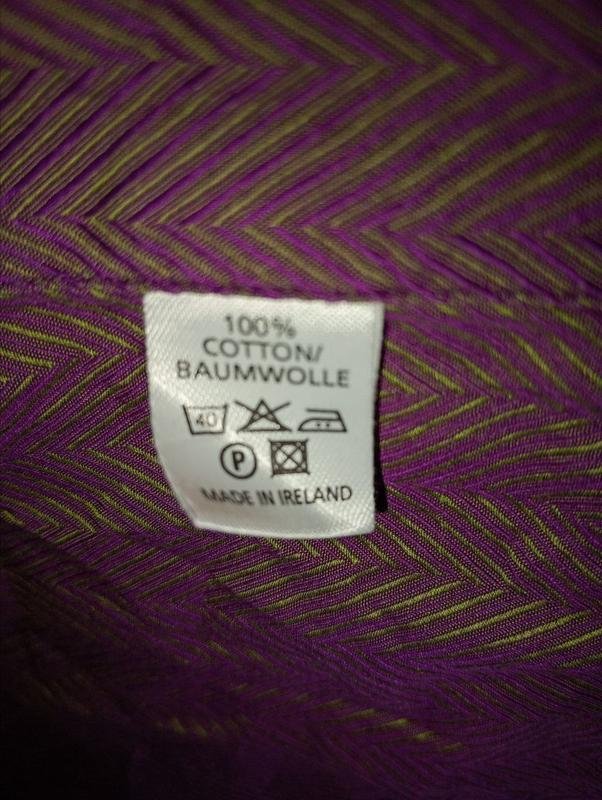 100%
COTTON/
BAUMWOLLE
40
P
MADE IN IRELAND